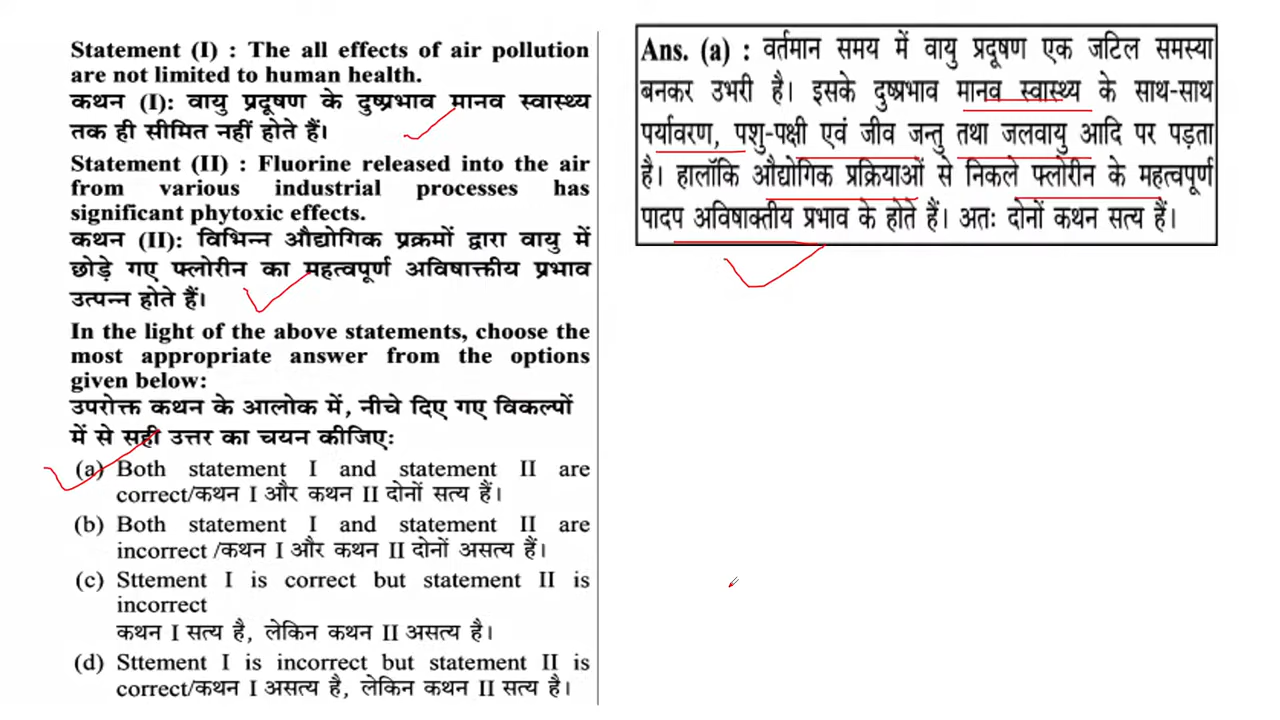 Statement (I) : The all effects of air pollution
are not limited to human health.
कथन (I): वायु प्रदूषण के दुष्प्रभाव मानव स्वास्थ्य
तक ही सीमित नहीं होते हैं।
Statement (II) : Fluorine released into the air
from various industrial processes has
significant phytoxic effects.
कथन (II): विभिन्न औद्योगिक प्रक्रमों द्वारा वायु में
छोड़े गए फ्लोरीन का महत्वपूर्ण अविषाक्तीय प्रभाव
उत्पन्न होते हैं।
In the light of the above statements, choose the
most appropriate answer from the options
given below:
उपरोक्त कथन के आलोक में, नीचे दिए गए विकल्पों
में से सही उत्तर का चयन कीजिए:
(a) Both statement I and statement II are
correct/कथन I और कथन II दोनों सत्य हैं।
(b) Both statement I and statement II are
incorrect /कथन I और कथन II दोनों असत्य हैं।
(c) Sttement I is correct but statement II is
incorrect
कथन I सत्य है, लेकिन कथन II असत्य है।
(d) Sttement I is incorrect but statement II is
correct/कथन I असत्य है, लेकिन कथन II सत्य है।
Ans. (a) : वर्तमान समय में वायु प्रदूषण एक जटिल समस्या
बनकर उभरी है। इसके दुष्प्रभाव मानव स्वास्थ्य के साथ-साथ
पर्यावरण, पशु-पक्षी एवं जीव जन्तु तथा जलवायु आदि पर पड़ता
है। हालाँकि औद्योगिक प्रक्रियाओं से निकले फ्लोरीन के महत्वपूर्ण
पादप अविषाक्तीय प्रभाव के होते हैं। अतः दोनों कथन सत्य हैं।